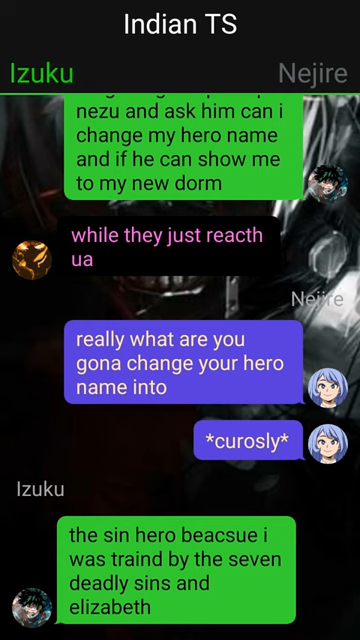 Indian TS
Izuku
Nejire
nezu and ask him can i
change my hero name
and if he can show me
to my new dorm
while they just reacth
ua
Nejire
really what are you
gona change your hero
name into
*curosly*
Izuku
the sin hero beacsue i
was traind by the seven
deadly sins and
elizabeth